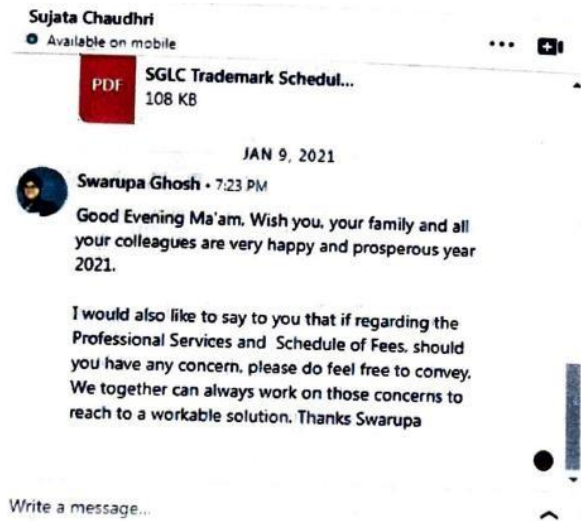 Sujata Chaudhri
Available on mobile
PDF
SGLC Trademark Schedul...
108 KB
JAN 9, 2021
Swarupa Ghosh • 7:23 PM
Good Evening Ma'am, Wish you, your family and all
your colleagues are very happy and prosperous year
2021.
I would also like to say to you that if regarding the
Professional Services and Schedule of Fees, should
you have any concern, please do feel free to convey.
We together can always work on those concerns to
reach to a workable solution. Thanks Swarupa
Write a message...